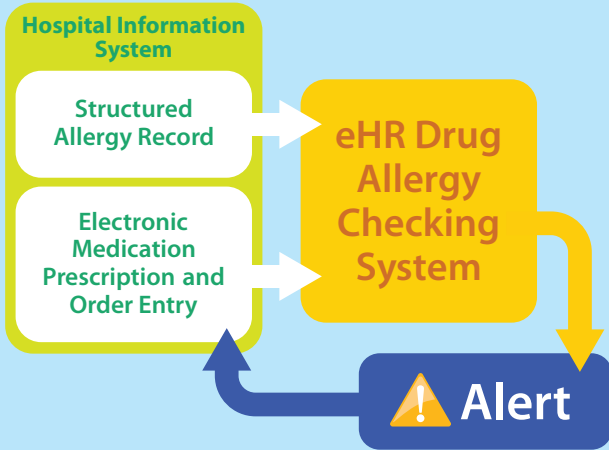 Hospital Information
System
Structured
Allergy Record
Electronic
Medication
Prescription and
Order Entry
eHR Drug
Allergy
Checking
System
Alert